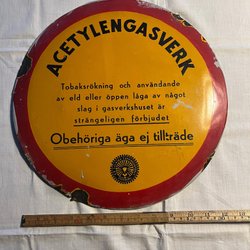 ACETYLENGASVERK
Tobaksrökning och användande
av eld eller öppen låga av något
slag i gasverkshuset är
strängeligen förbjudet
Obehöriga äga ej tillträde